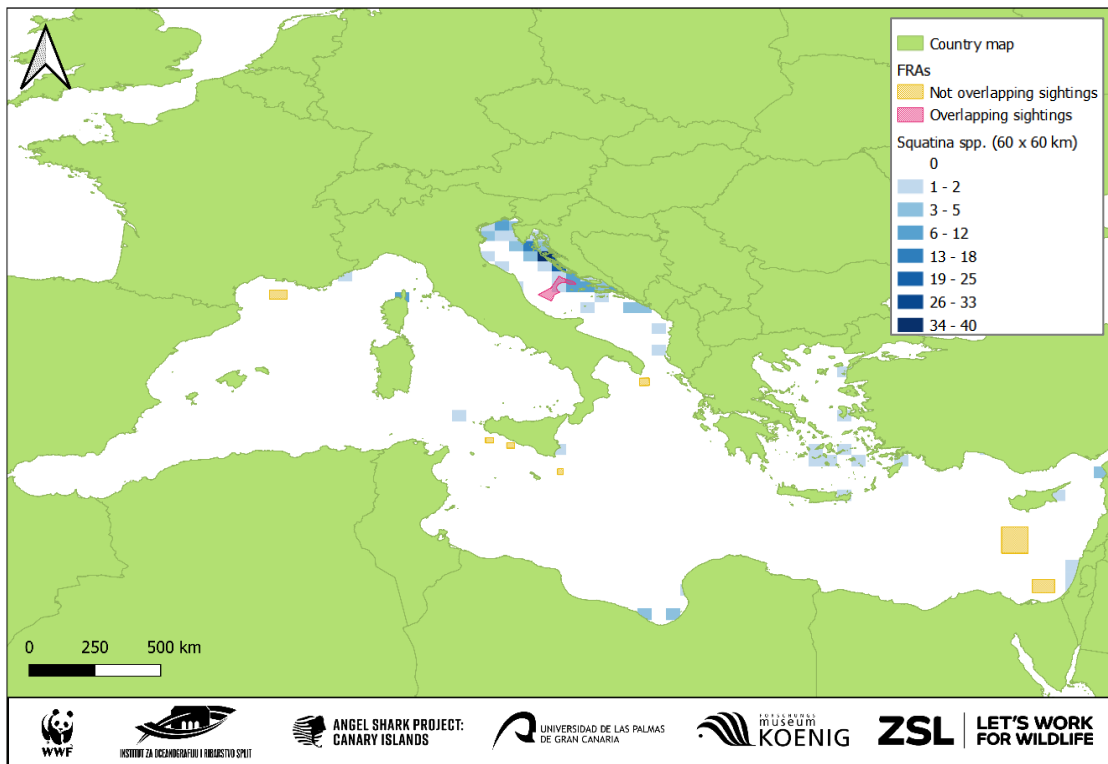 Country map
FRAs
Not overlapping sightings
Overlapping sightings
Squatina spp. (60 x 60 km)
0
1 - 2
3 - 5
6 - 12
13 - 18
19 - 25
26 - 33
34 - 40
0 250 500 km
WWF
INSTITUT ZA OCEANOGRAFIJU I RIBARSTVO SPLIT
ANGEL SHARK PROJECT:
CANARY ISLANDS
UNIVERSIDAD DE LAS PALMAS
DE GRAN CANARIA
FORSCHUNGS
museum
KOENIG
ZSL
LET'S WORK
FOR WILDLIFE